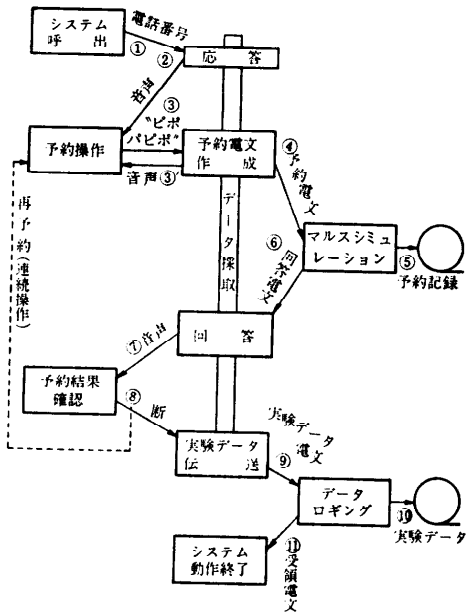 システム
呼出
電話番号
①
②
応答
音声
③
"ピポ
パピポ"
予約操作
予約電文
作成
④
予約電文
音声③′
再予約(連続操作)
データ採取
⑥
回答電文
マルスシミュ
レーション
⑤
予約記録
⑦音声
回答
予約結果
確認
⑧
断
実験データ
伝送
⑨
実験データ
電文
データ
ロギング
⑩
実験データ
システム
動作終了
⑪受領電文